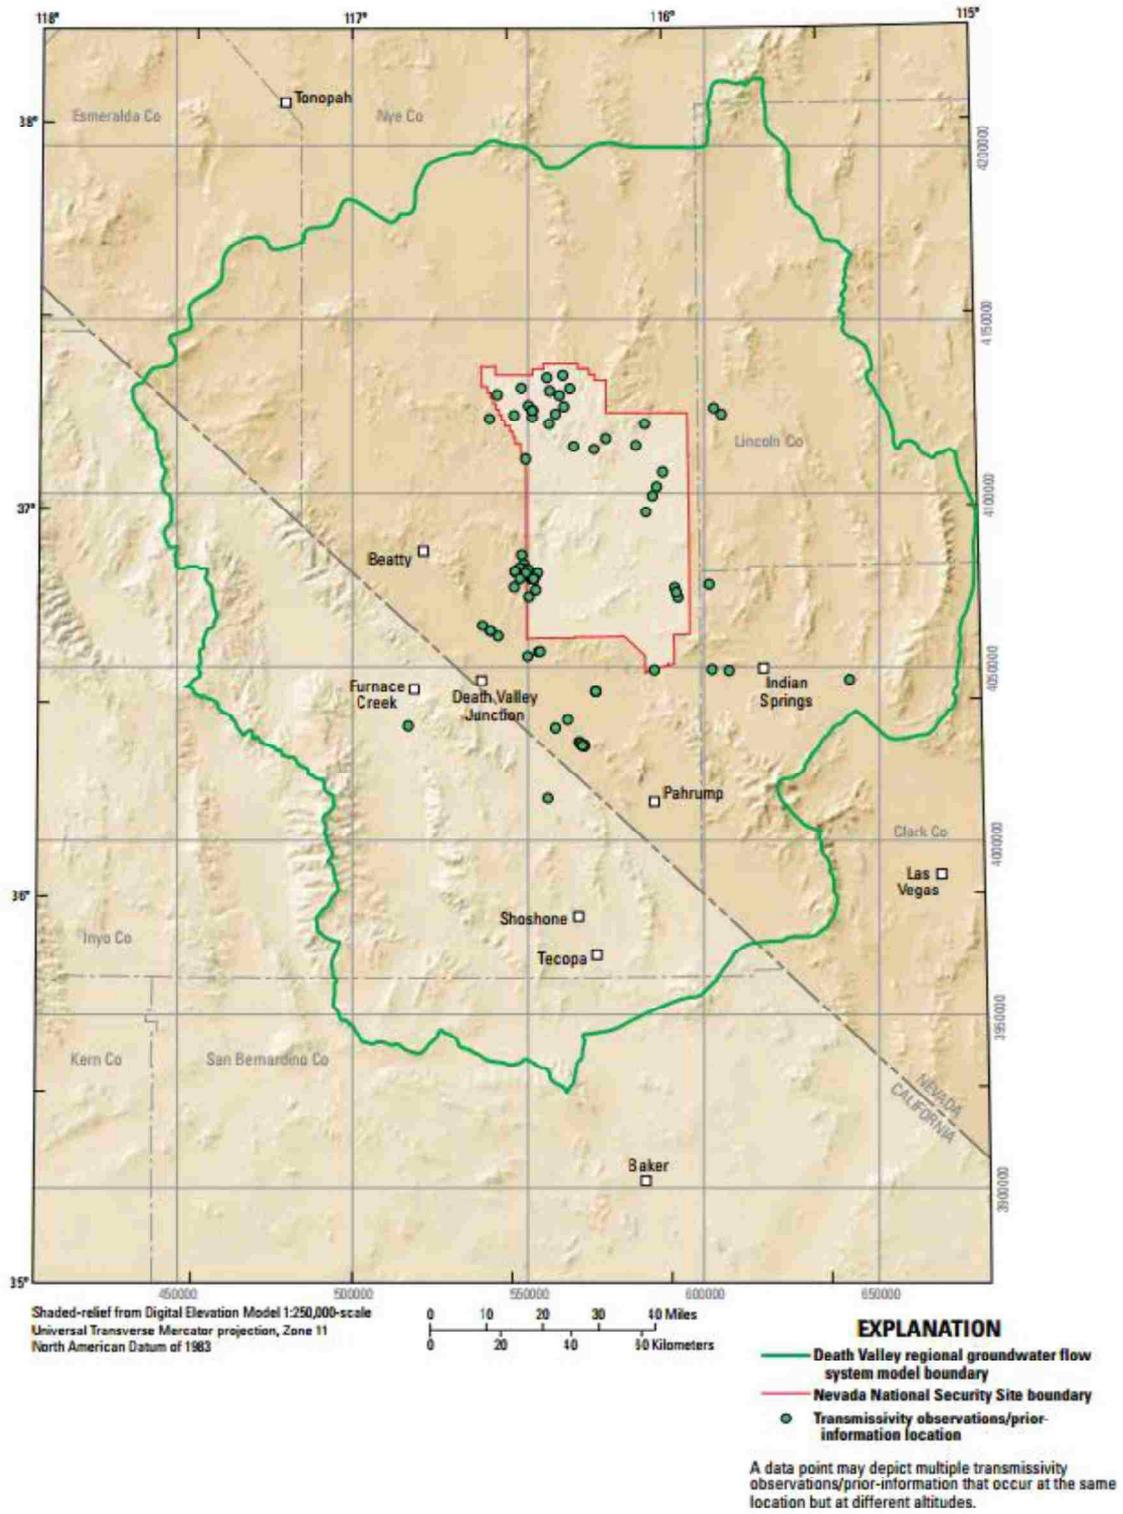 118°
117°
116°
115°
Tonopah
Esmeralda Co
Nye Co
38°
4200000
4150000
Lincoln Co
4100000
37°
Beatty
4050000
Furnace
Creek
Death Valley
Junction
Indian
Springs
Pahrump
Clark Co
4000000
Las
Vegas
36°
Shoshone
Inyo Co
Tecopa
3950000
Kern Co
San Bernardino Co
NEVADA
CALIFORNIA
Baker
3900000
35°
450000
500000
550000
600000
650000
Shaded-relief from Digital Elevation Model 1:250,000-scale
Universal Transverse Mercator projection, Zone 11
North American Datum of 1983
0 10 20 30 40 Miles
0 20 40 60 Kilometers
EXPLANATION
Death Valley regional groundwater flow
system model boundary
Nevada National Security Site boundary
Transmissivity observations/prior-
information location
A data point may depict multiple transmissivity
observations/prior-information that occur at the same
location but at different altitudes.